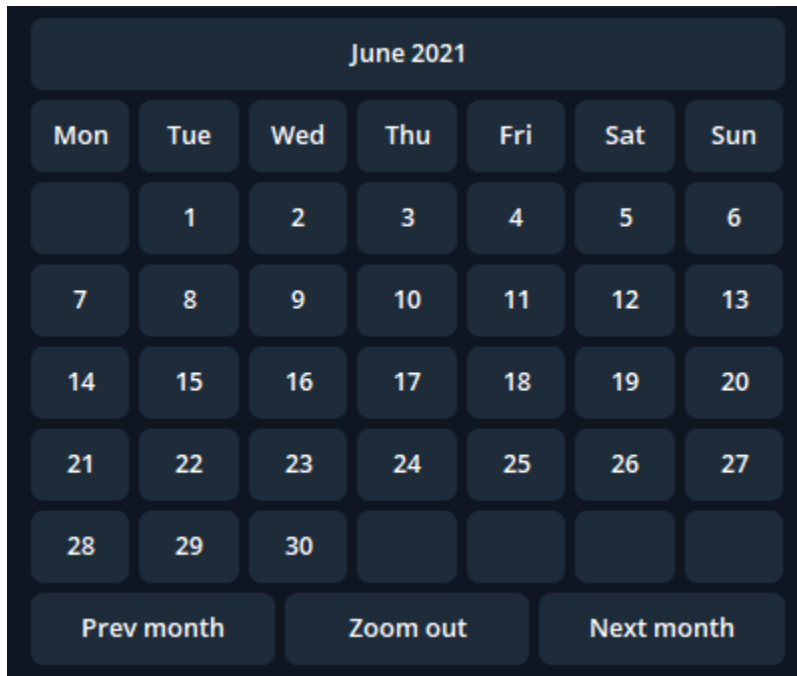 June 2021
Mon Tue Wed Thu Fri Sat Sun
1 2 3 4 5 6
7 8 9 10 11 12 13
14 15 16 17 18 19 20
21 22 23 24 25 26 27
28 29 30
Prev month Zoom out Next month